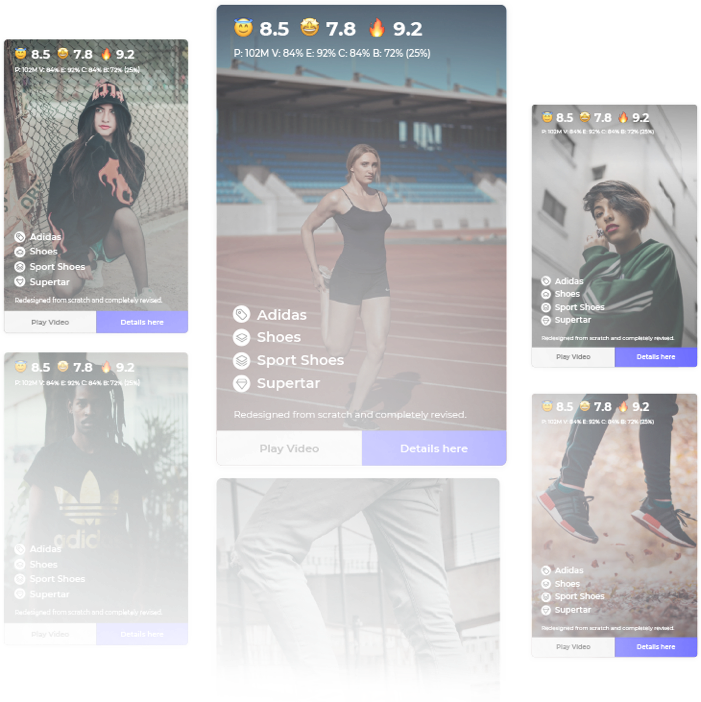 8.5 7.8 9.2
P: 102M V: 84% E: 92% C: 84% B: 72% (25%)
Adidas
Shoes
Sport Shoes
Supertar
Redesigned from scratch and completely revised.
Play Video Details here
8.5 7.8 9.2
P: 102M V: 84% E: 92% C: 84% B: 72% (25%)
adidas
Adidas
Shoes
Sport Shoes
Supertar
Redesigned from scratch and completely revised.
Play Video Details here
8.5 7.8 9.2
P: 102M V: 84% E: 92% C: 84% B: 72% (25%)
Adidas
Shoes
Sport Shoes
Supertar
Redesigned from scratch and completely revised.
Play Video Details here
8.5 7.8 9.2
P: 102M V: 84% E: 92% C: 84% B: 72% (25%)
Adidas
Shoes
Sport Shoes
Supertar
Redesigned from scratch and completely revised.
Play Video Details here
8.5 7.8 9.2
P: 102M V: 84% E: 92% C: 84% B: 72% (25%)
Adidas
Shoes
Sport Shoes
Supertar
Redesigned from scratch and completely revised.
Play Video Details here